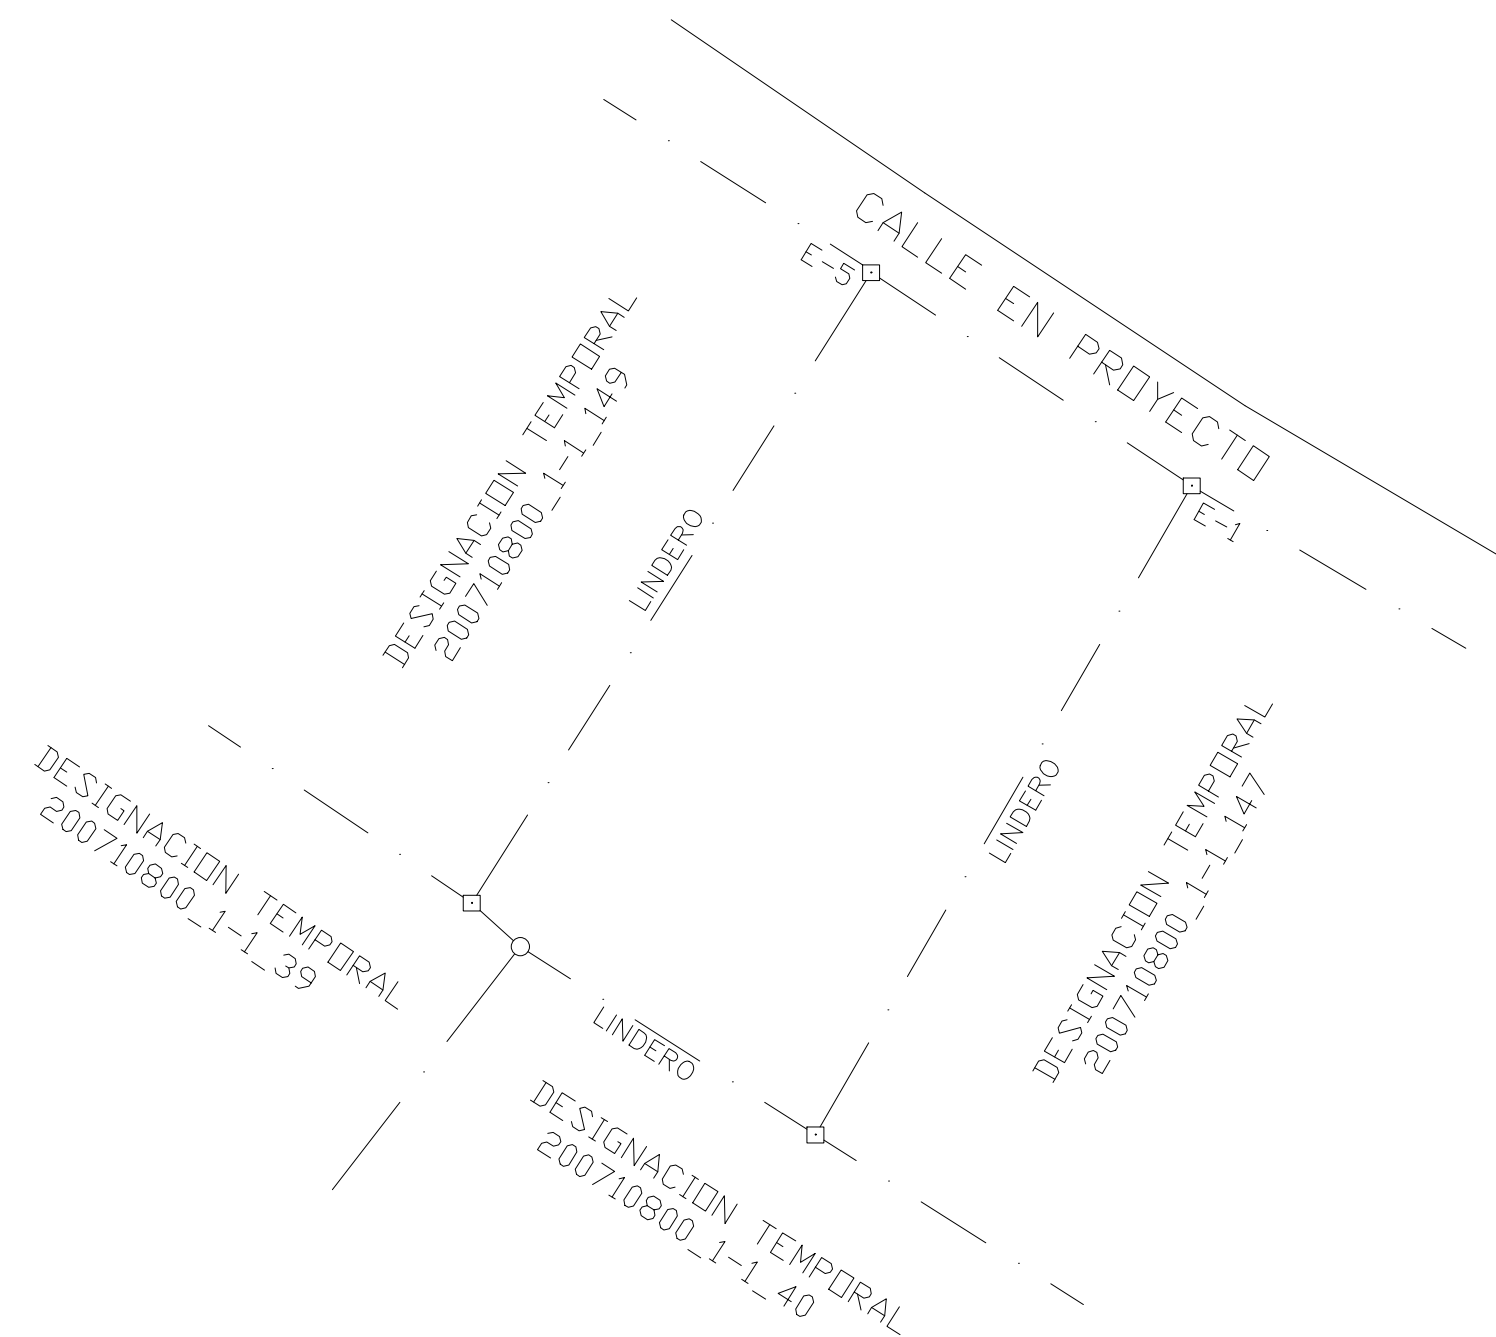 CALLE EN PROYECTO
E-5
E-1
DESIGNACION TEMPORAL
200710800_1-1_149
LINDERO
LINDERO
DESIGNACION TEMPORAL
200710800_1-1_147
DESIGNACION TEMPORAL
200710800_1-1_39
LINDERO
DESIGNACION TEMPORAL
200710800_1-1_40